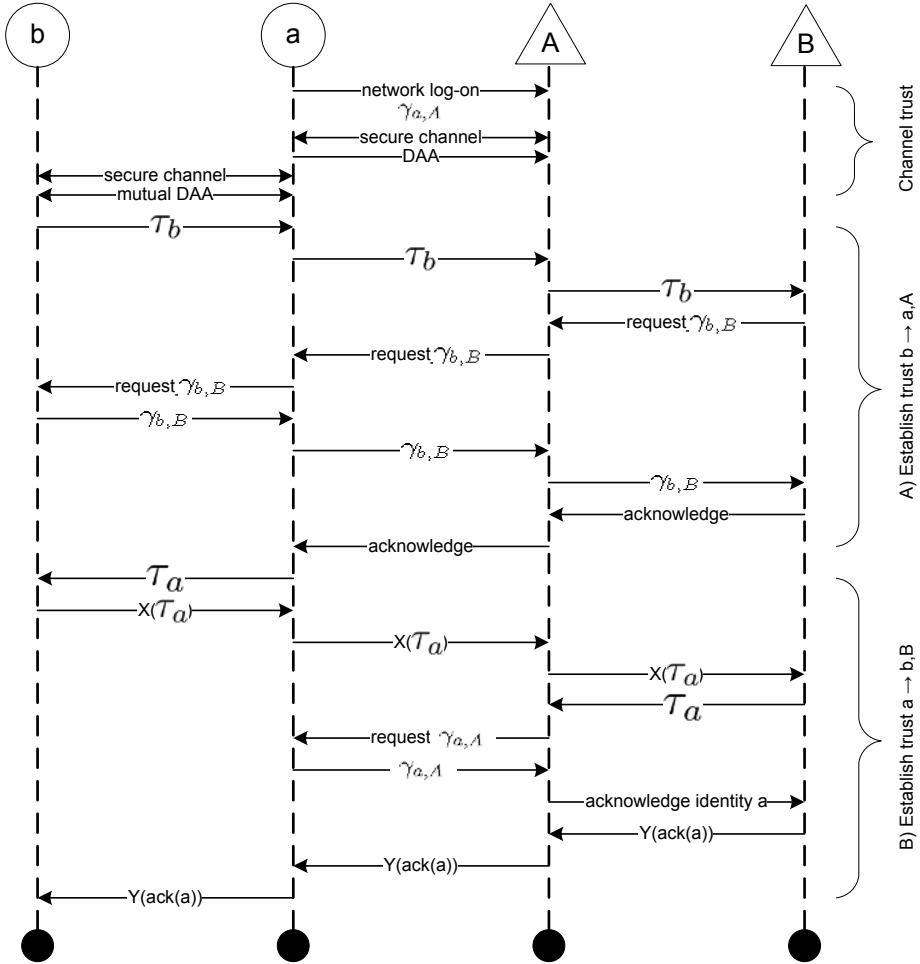 b
a
A
B
network log-on
γa,A
secure channel
DAA
secure channel
mutual DAA
τb
τb
τb
request γb,B
request γb,B
request γb,B
γb,B
γb,B
γb,B
acknowledge
acknowledge
τa
X(τa)
X(τa)
X(τa)
τa
request γa,A
γa,A
acknowledge identity a
Y(ack(a))
Y(ack(a))
Y(ack(a))
Channel trust
A) Establish trust b → a,A
B) Establish trust a → b,B